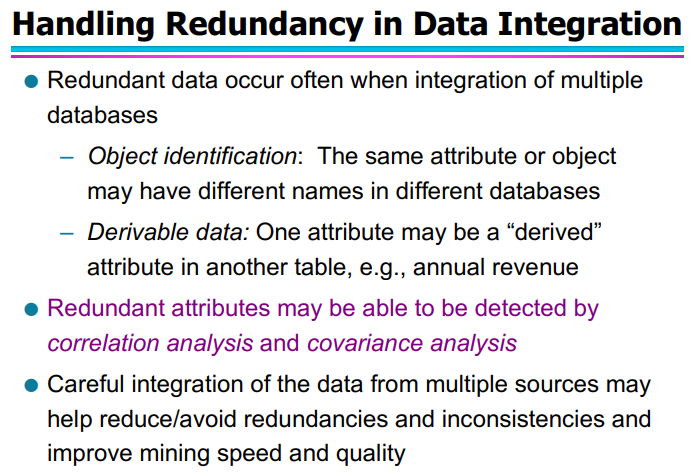 Handling Redundancy in Data Integration
● Redundant data occur often when integration of multiple
databases
– Object identification:  The same attribute or object
may have different names in different databases
– Derivable data: One attribute may be a “derived”
attribute in another table, e.g., annual revenue
● Redundant attributes may be able to be detected by
correlation analysis and covariance analysis
● Careful integration of the data from multiple sources may
help reduce/avoid redundancies and inconsistencies and
improve mining speed and quality